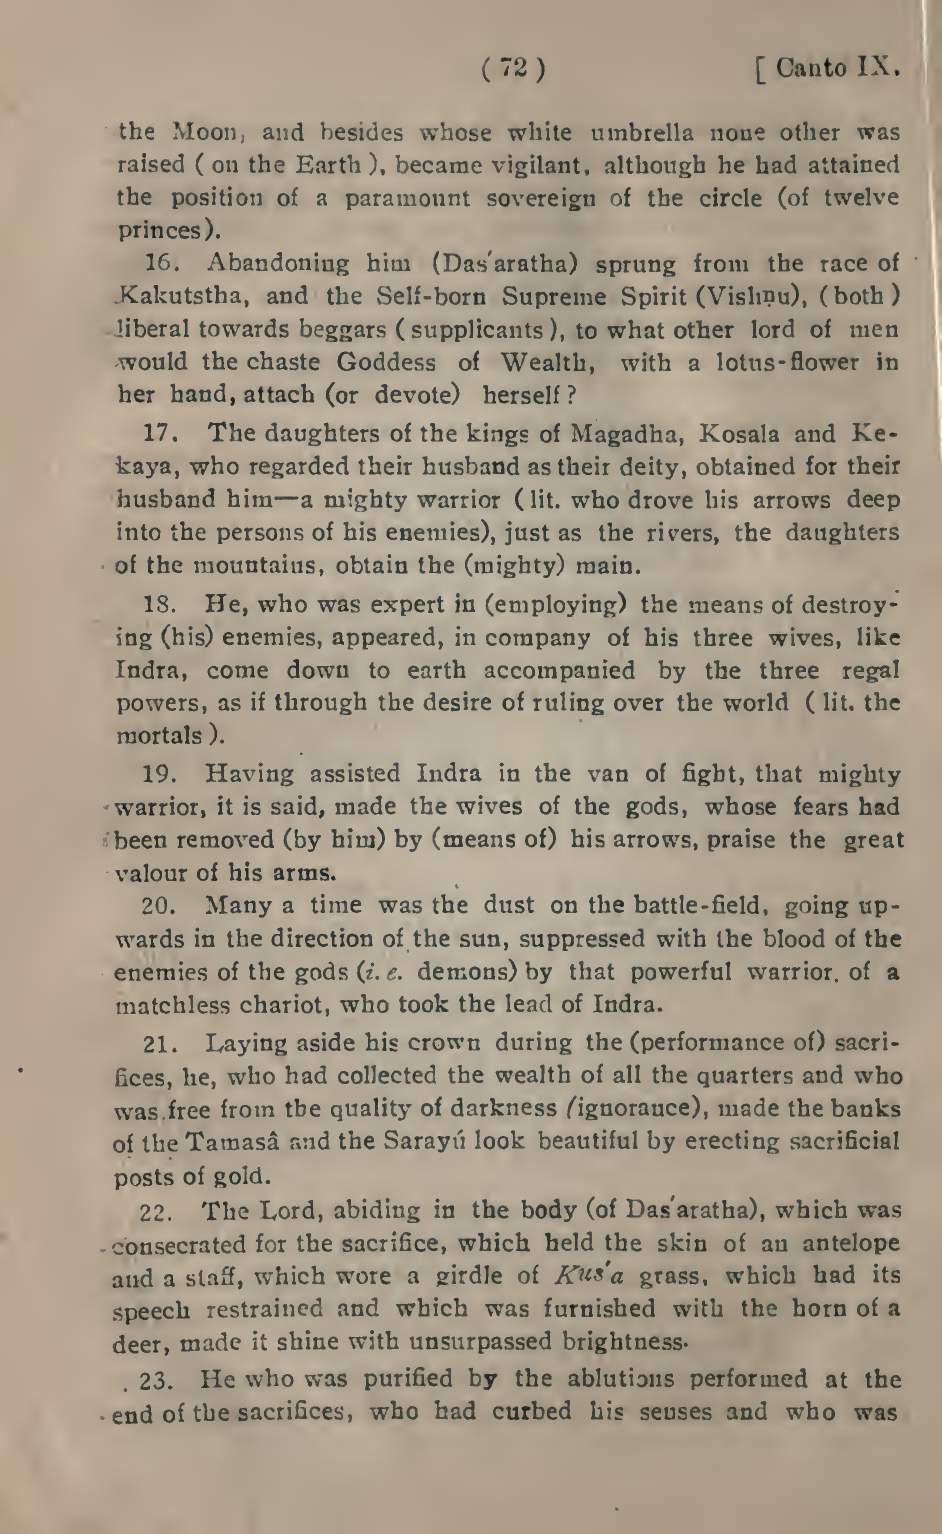 ( 72 ) [ Canto IX.
the Moon, and besides whose white umbrella none other was
raised ( on the Earth ), became vigilant, although he had attained
the position of a paramount sovereign of the circle (of twelve
princes).
16. Abandoning him (Das'aratha) sprung from the race of
Kakutstha, and the Self-born Supreme Spirit (Vishṇu), ( both )
liberal towards beggars ( supplicants ), to what other lord of men
would the chaste Goddess of Wealth, with a lotus-flower in
her hand, attach (or devote) herself ?
17. The daughters of the kings of Magadha, Kosala and Ke-
kaya, who regarded their husband as their deity, obtained for their
husband him—a mighty warrior ( lit. who drove his arrows deep
into the persons of his enemies), just as the rivers, the daughters
of the mountains, obtain the (mighty) main.
18. He, who was expert in (employing) the means of destroy-
ing (his) enemies, appeared, in company of his three wives, like
Indra, come down to earth accompanied by the three regal
powers, as if through the desire of ruling over the world ( lit. the
mortals ).
19. Having assisted Indra in the van of fight, that mighty
warrior, it is said, made the wives of the gods, whose fears had
been removed (by him) by (means of) his arrows, praise the great
valour of his arms.
20. Many a time was the dust on the battle-field, going up-
wards in the direction of the sun, suppressed with the blood of the
enemies of the gods (i. e. demons) by that powerful warrior, of a
matchless chariot, who took the lead of Indra.
21. Laying aside his crown during the (performance of) sacri-
fices, he, who had collected the wealth of all the quarters and who
was free from the quality of darkness (ignorance), made the banks
of the Tamasâ and the Sarayú look beautiful by erecting sacrificial
posts of gold.
22. The Lord, abiding in the body (of Das'aratha), which was
consecrated for the sacrifice, which held the skin of an antelope
and a staff, which wore a girdle of Kus'a grass, which had its
speech restrained and which was furnished with the horn of a
deer, made it shine with unsurpassed brightness.
23. He who was purified by the ablutions performed at the
end of the sacrifices, who had curbed his senses and who was